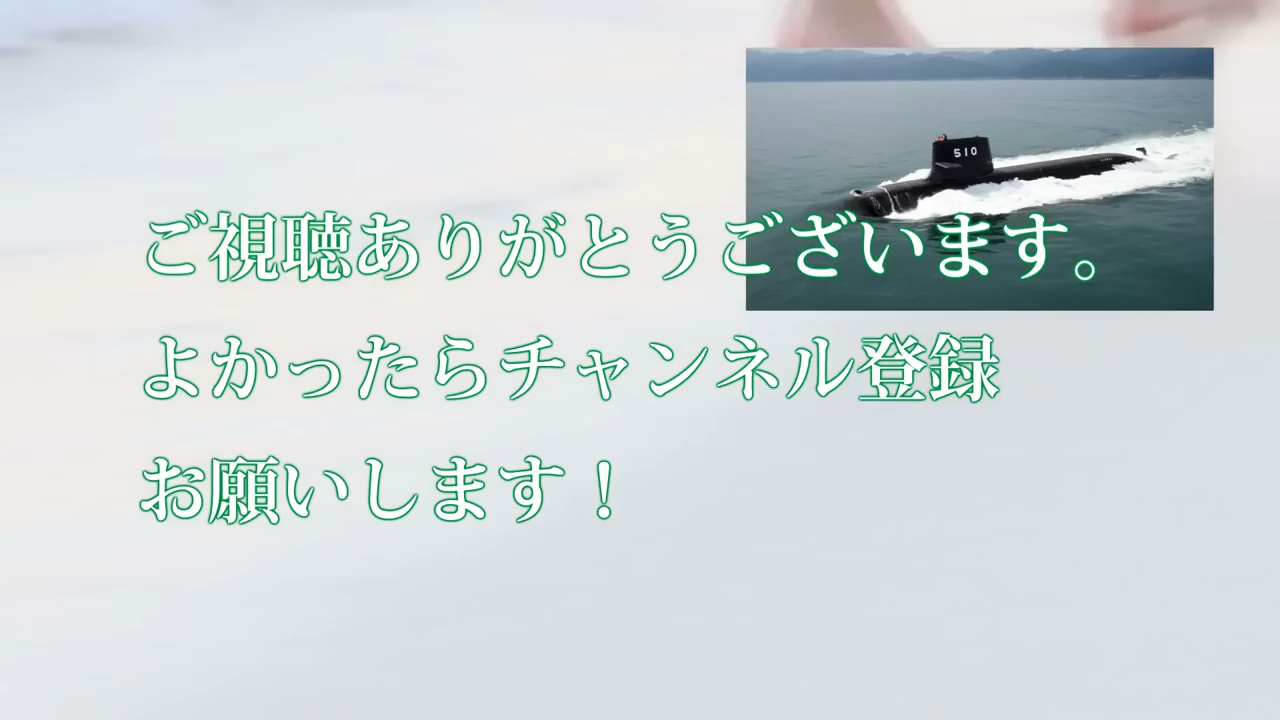 510
ご視聴ありがとうございます。
よかったらチャンネル登録
お願いします！